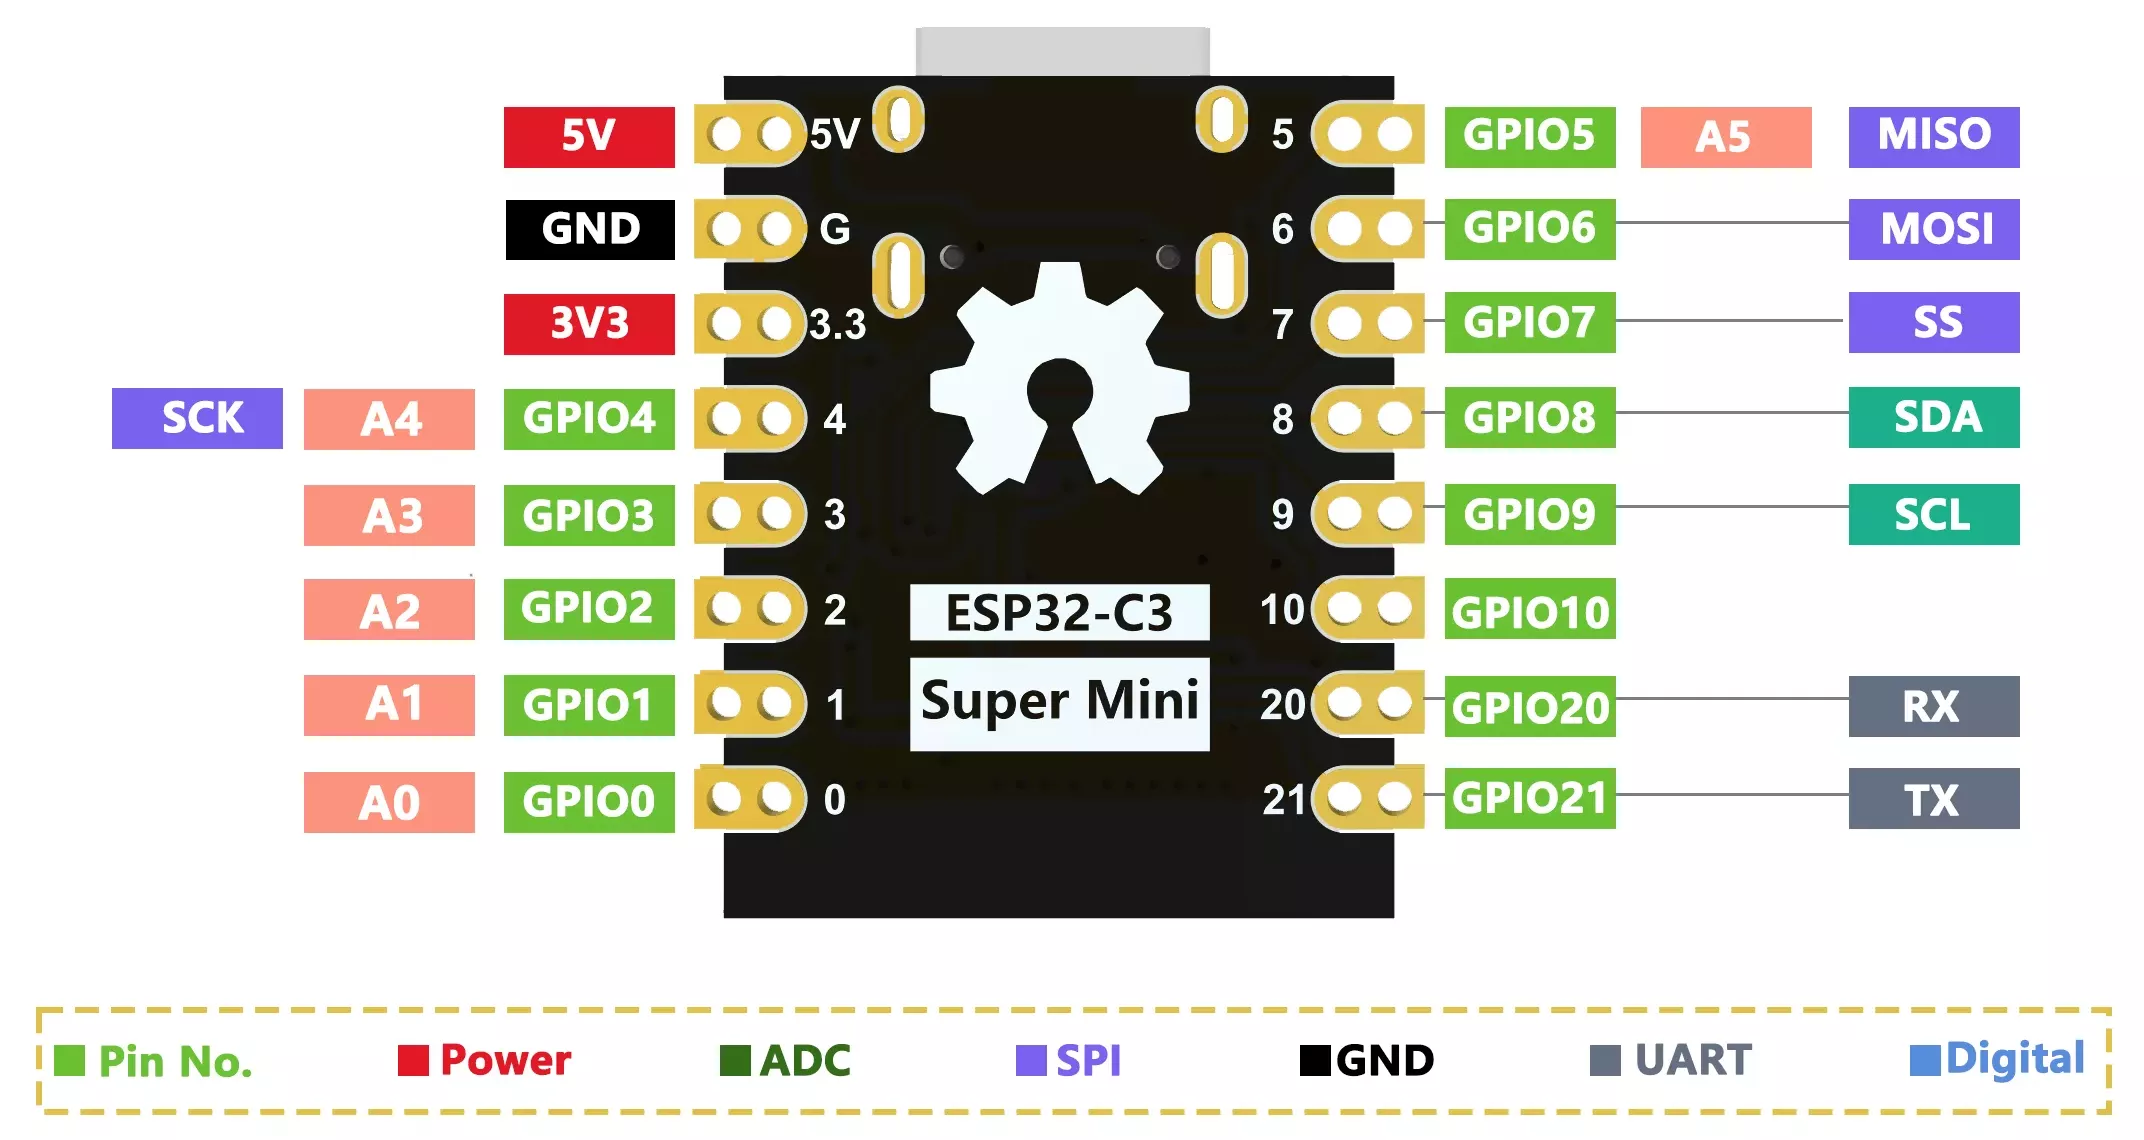 5V 5V 5 GPIO5 A5 MISO
GND G 6 GPIO6 MOSI
3V3 3.3 7 GPIO7 SS
SCK A4 GPIO4 4 8 GPIO8 SDA
A3 GPIO3 3 9 GPIO9 SCL
A2 GPIO2 2 ESP32-C3 10 GPIO10
A1 GPIO1 1 Super Mini 20 GPIO20 RX
A0 GPIO0 0 21 GPIO21 TX
Pin No. Power ADC SPI GND UART Digital